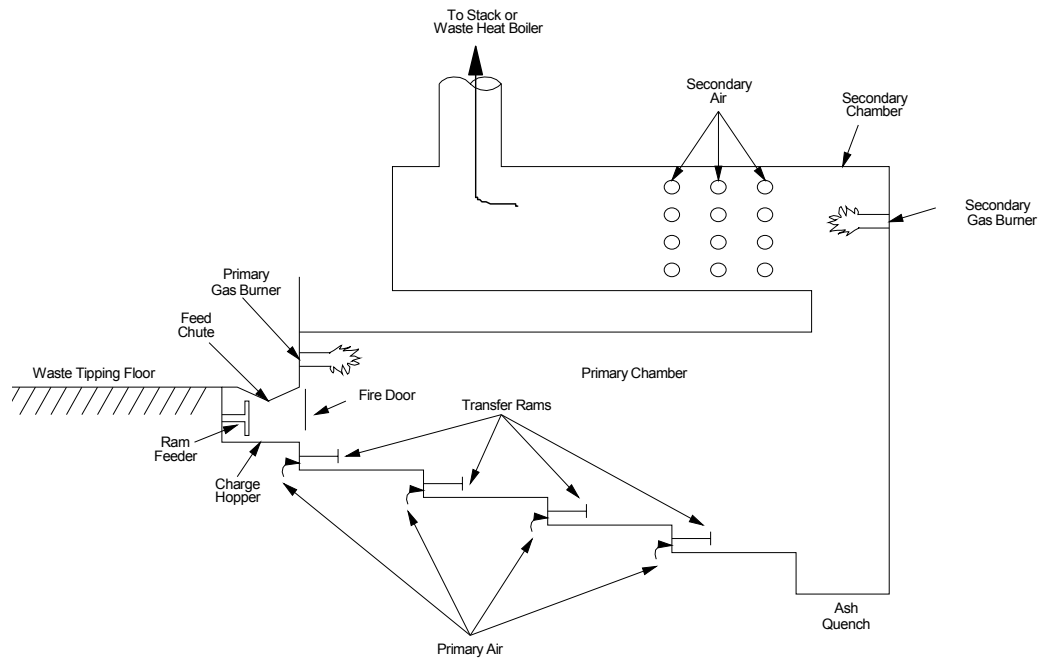 To Stack or
Waste Heat Boiler
Secondary
Air
Secondary
Chamber
Secondary
Gas Burner
Primary
Gas Burner
Feed
Chute
Waste Tipping Floor
Primary Chamber
Fire Door
Transfer Rams
Ram
Feeder
Charge
Hopper
Ash
Quench
Primary Air